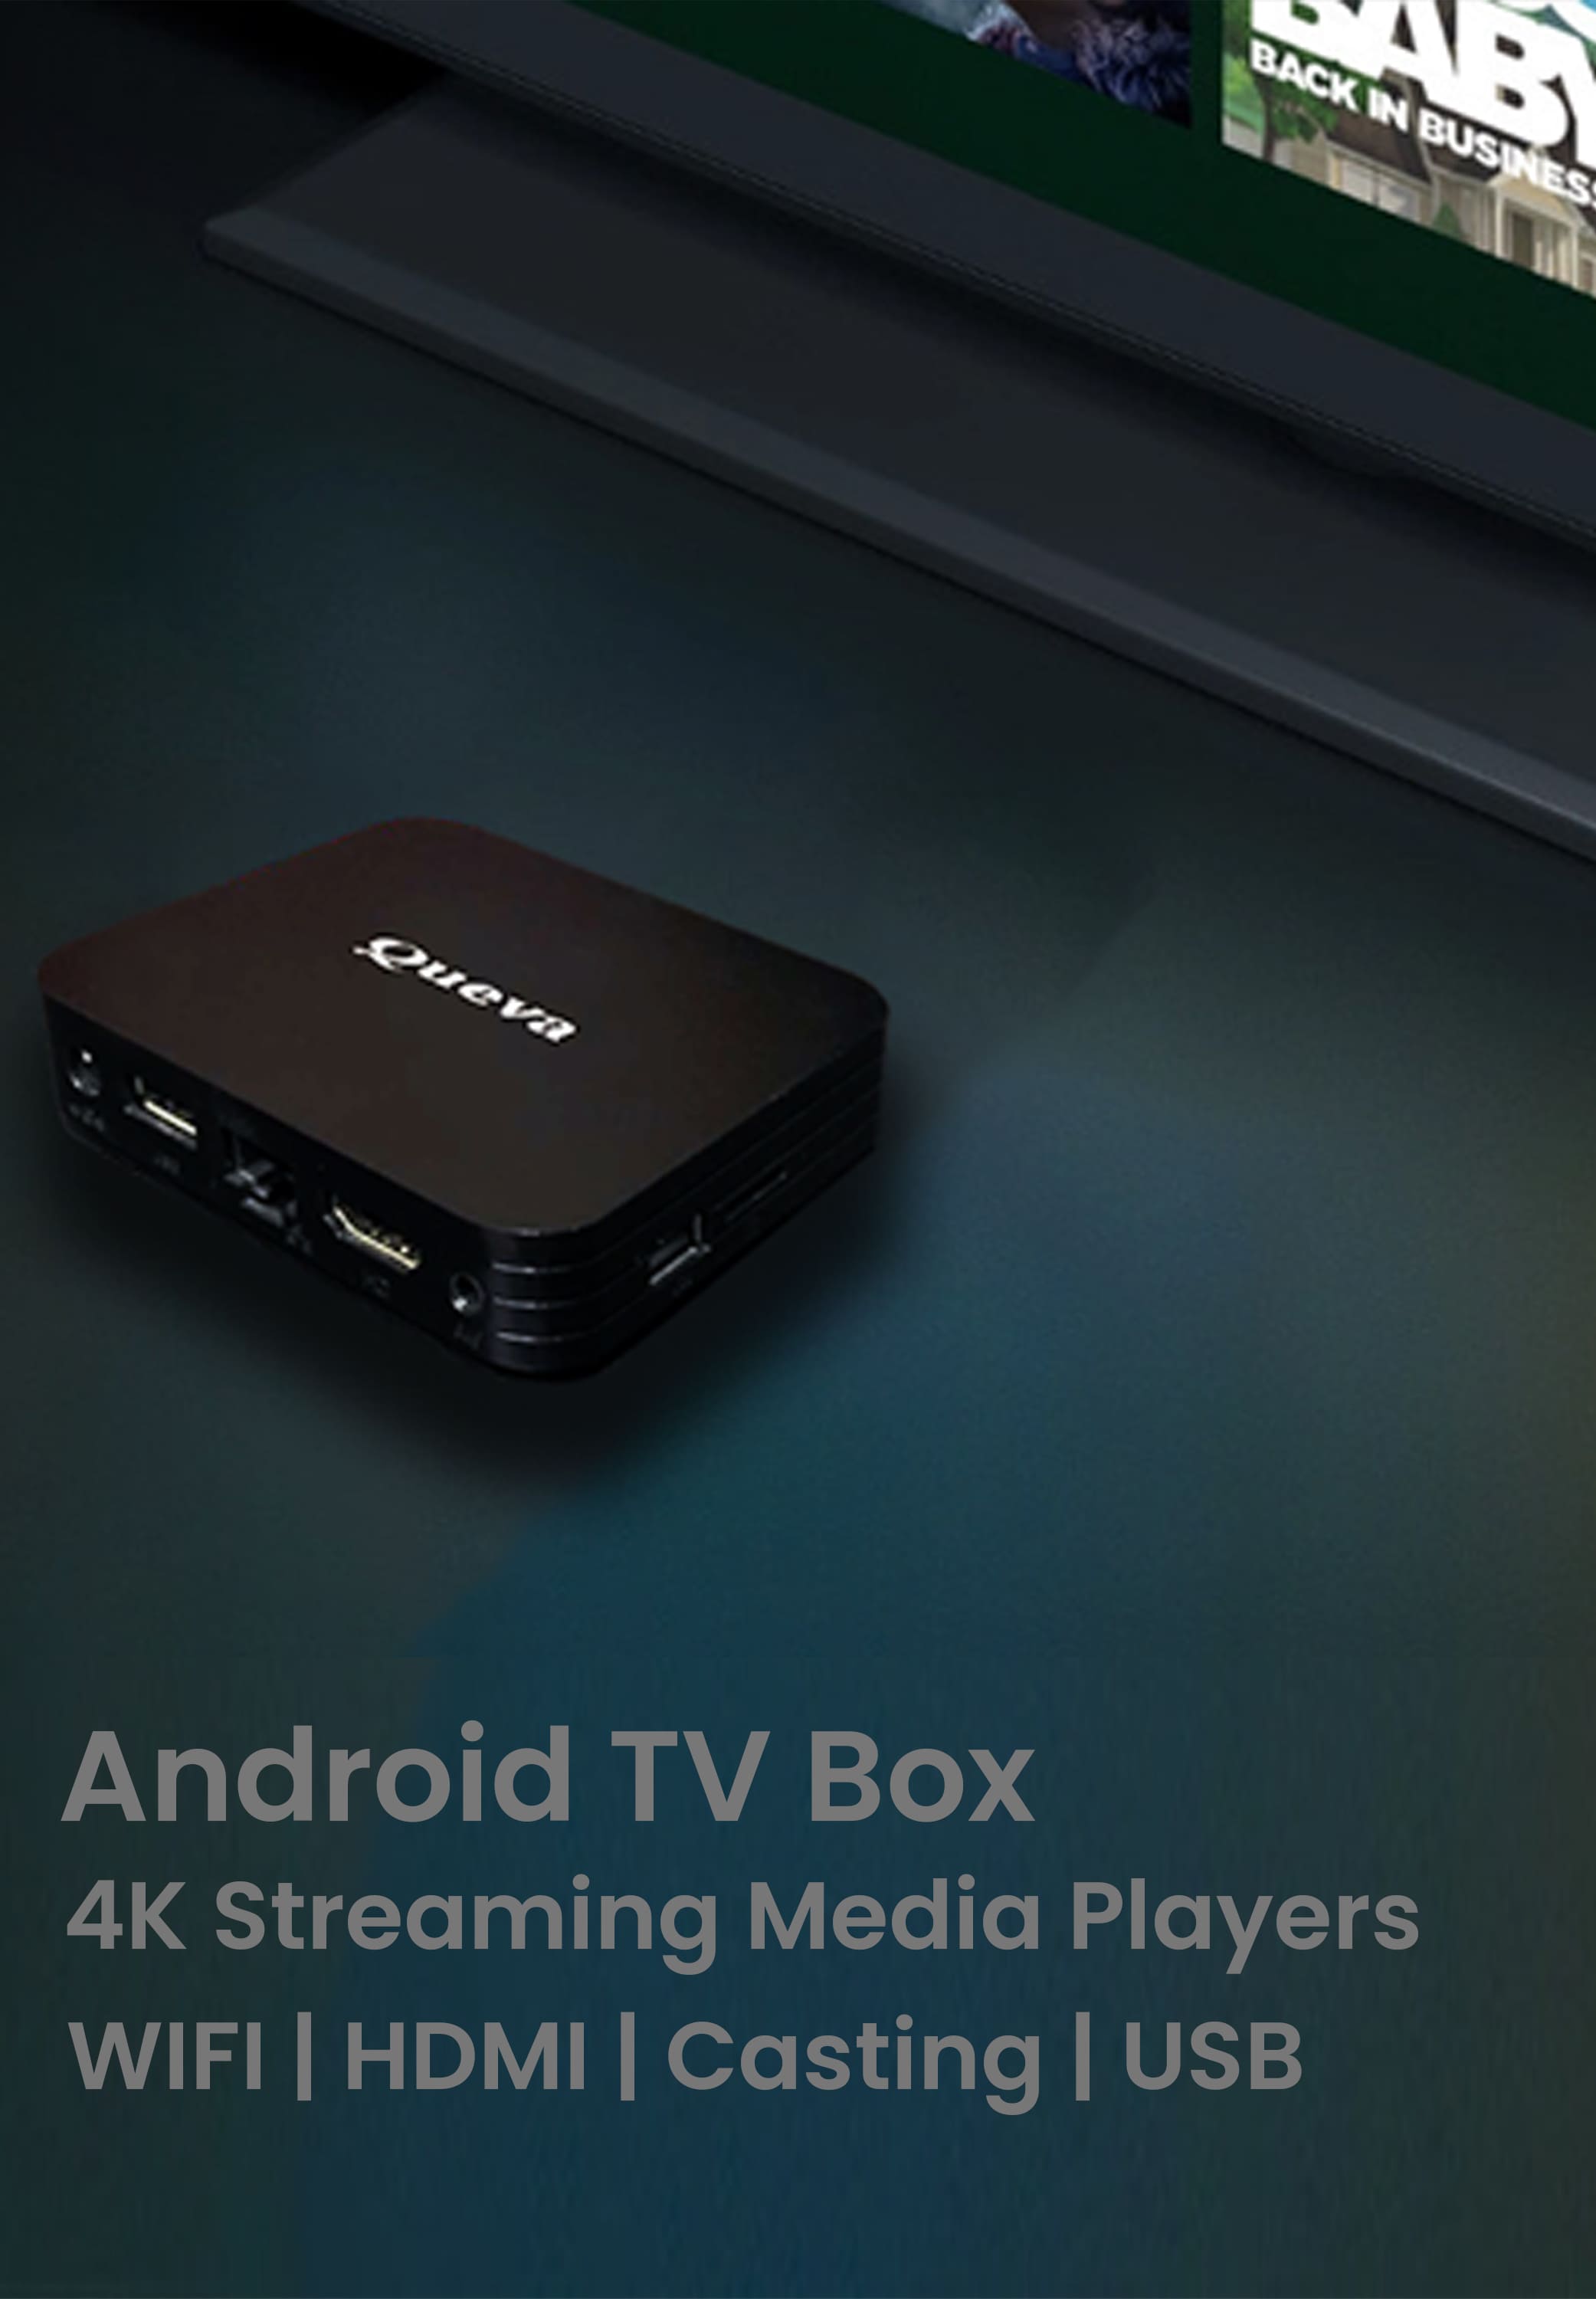 BABY
BACK IN BUSINESS
Queva
Android TV Box
4K Streaming Media Players
WIFI | HDMI | Casting | USB